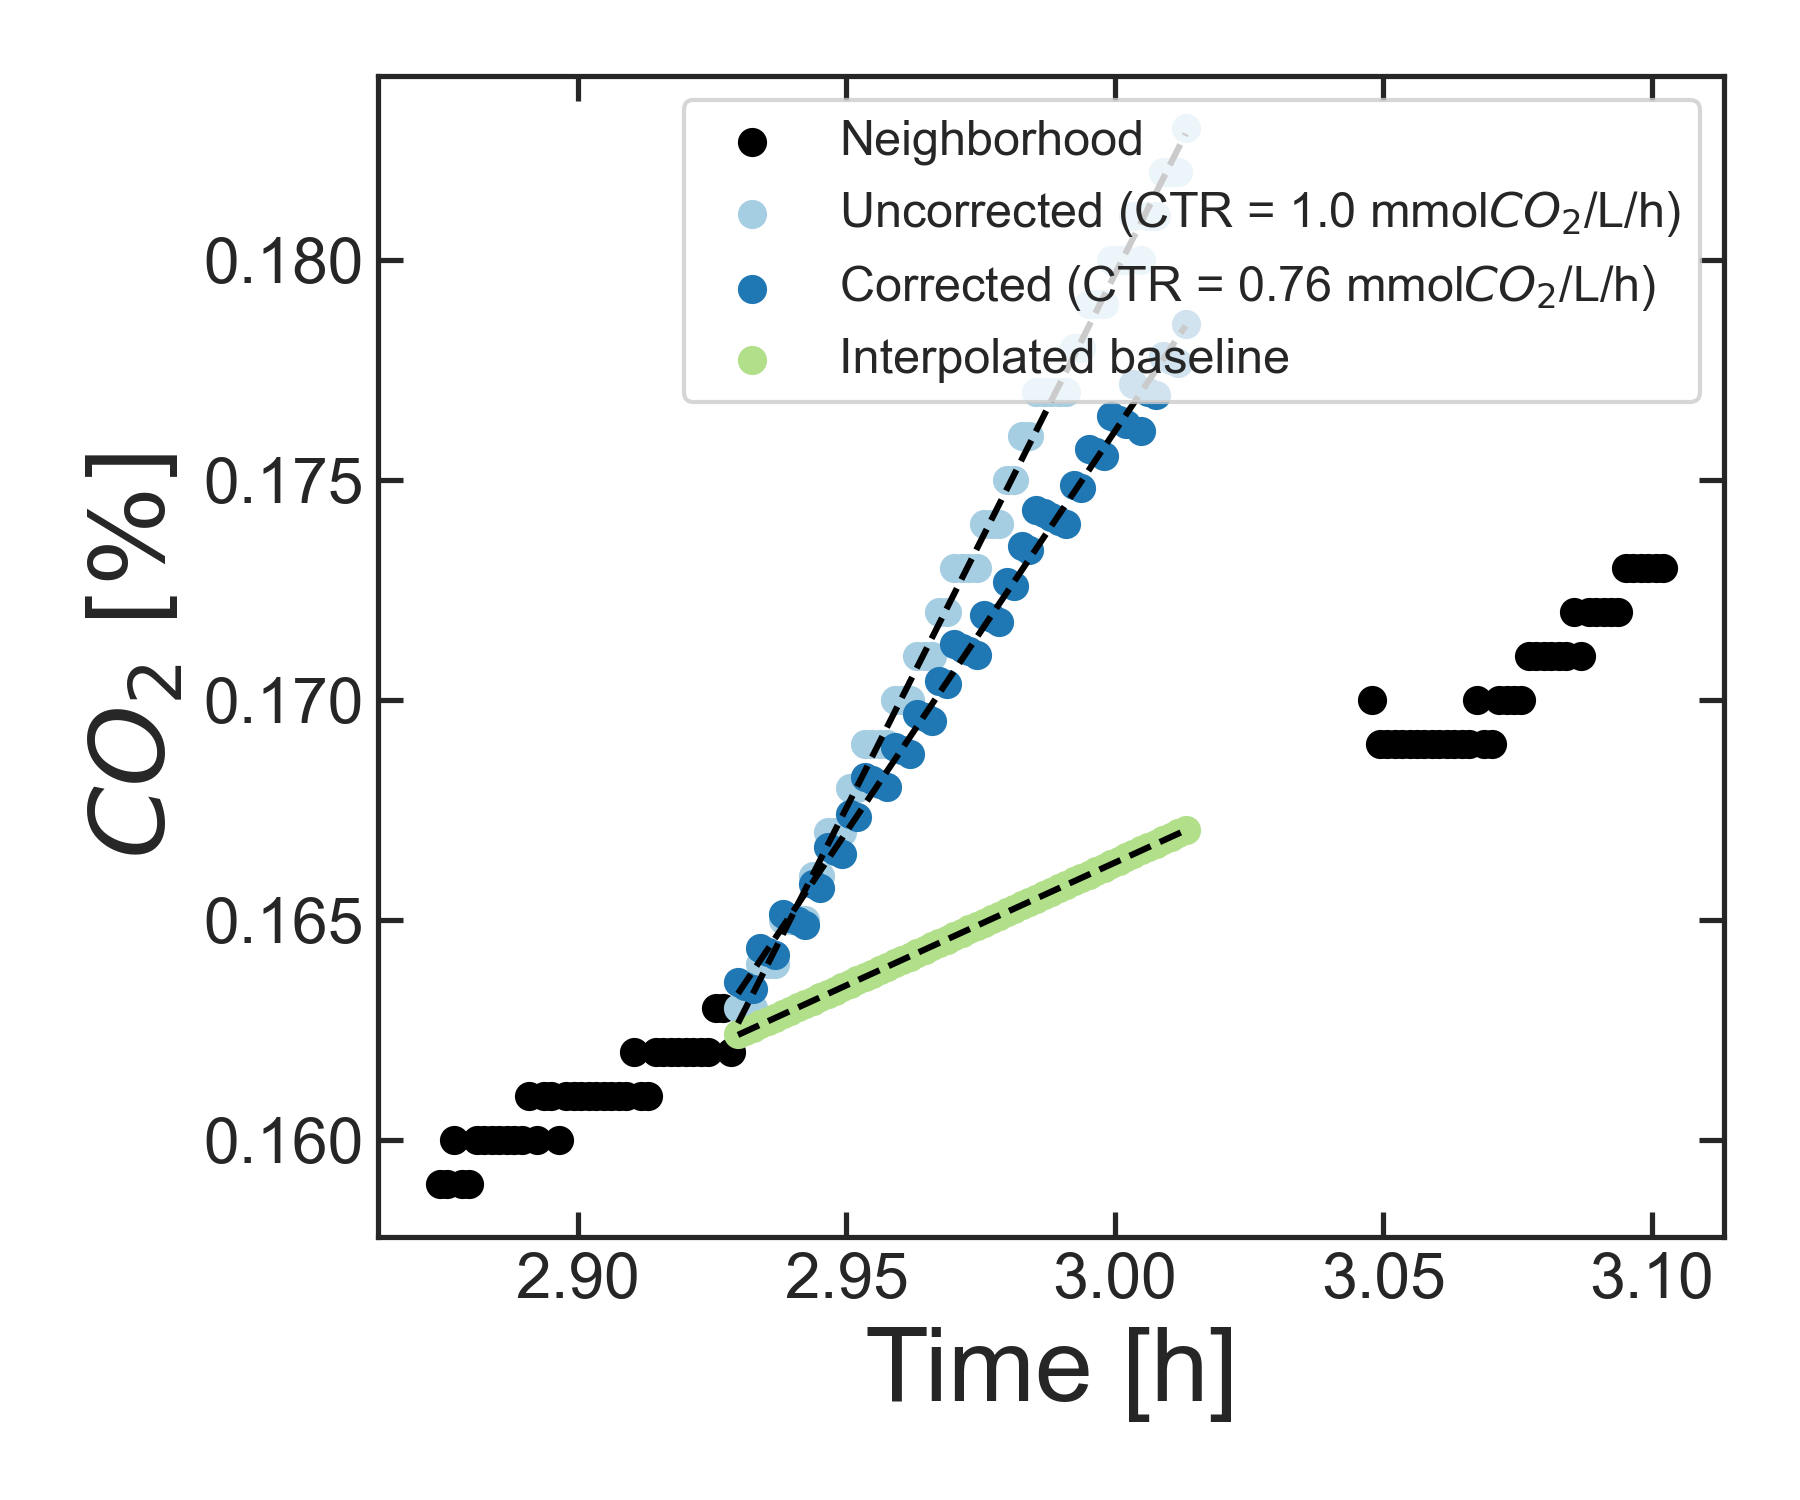 Neighborhood
Uncorrected (CTR = 1.0 mmolCO₂/L/h)
Corrected (CTR = 0.76 mmolCO₂/L/h)
Interpolated baseline
0.180
0.175
0.170
0.165
0.160
CO₂ [%]
2.90 2.95 3.00 3.05 3.10
Time [h]